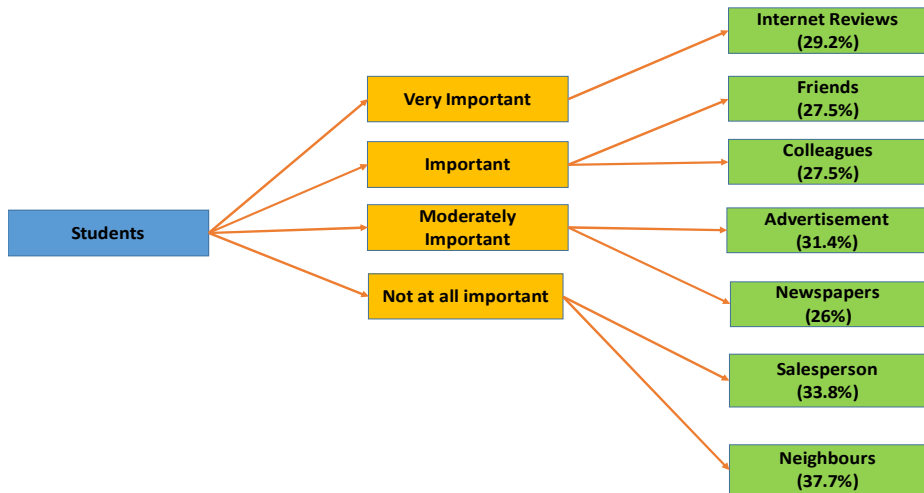 Students
Very Important
Important
Moderately
Important
Not at all important
Internet Reviews
(29.2%)
Friends
(27.5%)
Colleagues
(27.5%)
Advertisement
(31.4%)
Newspapers
(26%)
Salesperson
(33.8%)
Neighbours
(37.7%)